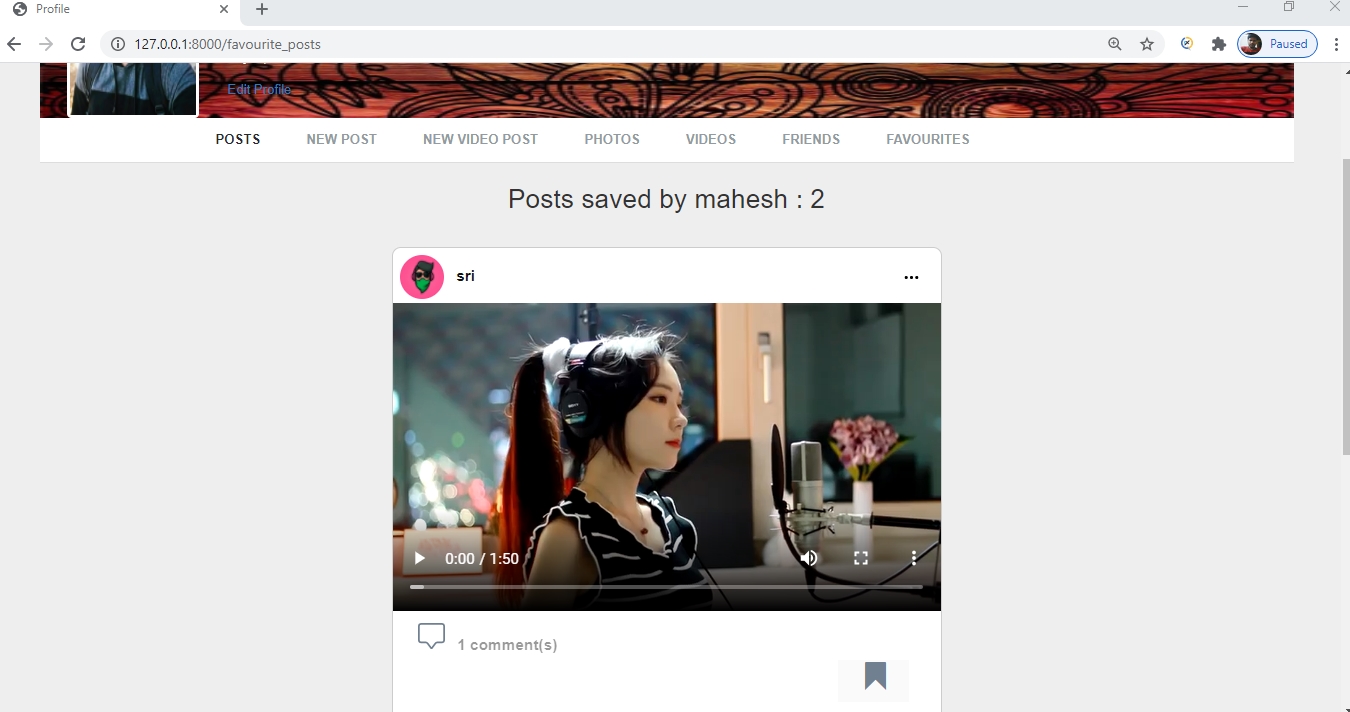 Profile
127.0.0.1:8000/favourite_posts
Paused
Edit Profile
POSTS NEW POST NEW VIDEO POST PHOTOS VIDEOS FRIENDS FAVOURITES
Posts saved by mahesh : 2
sri
0:00 / 1:50
1 comment(s)